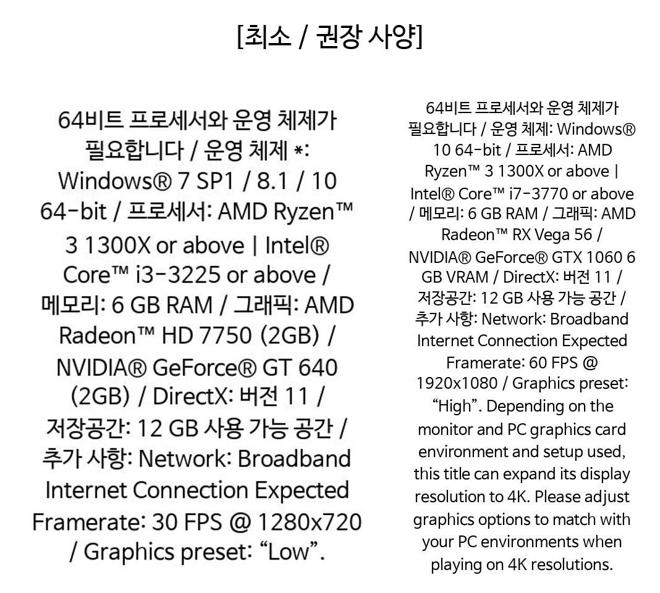 [최소 / 권장 사양]
64비트 프로세서와 운영 체제가
필요합니다 / 운영 체제 *:
Windows® 7 SP1 / 8.1 / 10
64-bit / 프로세서: AMD Ryzen™
3 1300X or above | Intel®
Core™ i3-3225 or above /
메모리: 6 GB RAM / 그래픽: AMD
Radeon™ HD 7750 (2GB) /
NVIDIA® GeForce® GT 640
(2GB) / DirectX: 버전 11 /
저장공간: 12 GB 사용 가능 공간 /
추가 사항: Network: Broadband
Internet Connection Expected
Framerate: 30 FPS @ 1280x720
/ Graphics preset: “Low”.
64비트 프로세서와 운영 체제가
필요합니다 / 운영 체제: Windows®
10 64-bit / 프로세서: AMD
Ryzen™ 3 1300X or above |
Intel® Core™ i7-3770 or above
/ 메모리: 6 GB RAM / 그래픽: AMD
Radeon™ RX Vega 56 /
NVIDIA® GeForce® GTX 1060 6
GB VRAM / DirectX: 버전 11 /
저장공간: 12 GB 사용 가능 공간 /
추가 사항: Network: Broadband
Internet Connection Expected
Framerate: 60 FPS @
1920x1080 / Graphics preset:
“High”. Depending on the
monitor and PC graphics card
environment and setup used,
this title can expand its display
resolution to 4K. Please adjust
graphics options to match with
your PC environments when
playing on 4K resolutions.